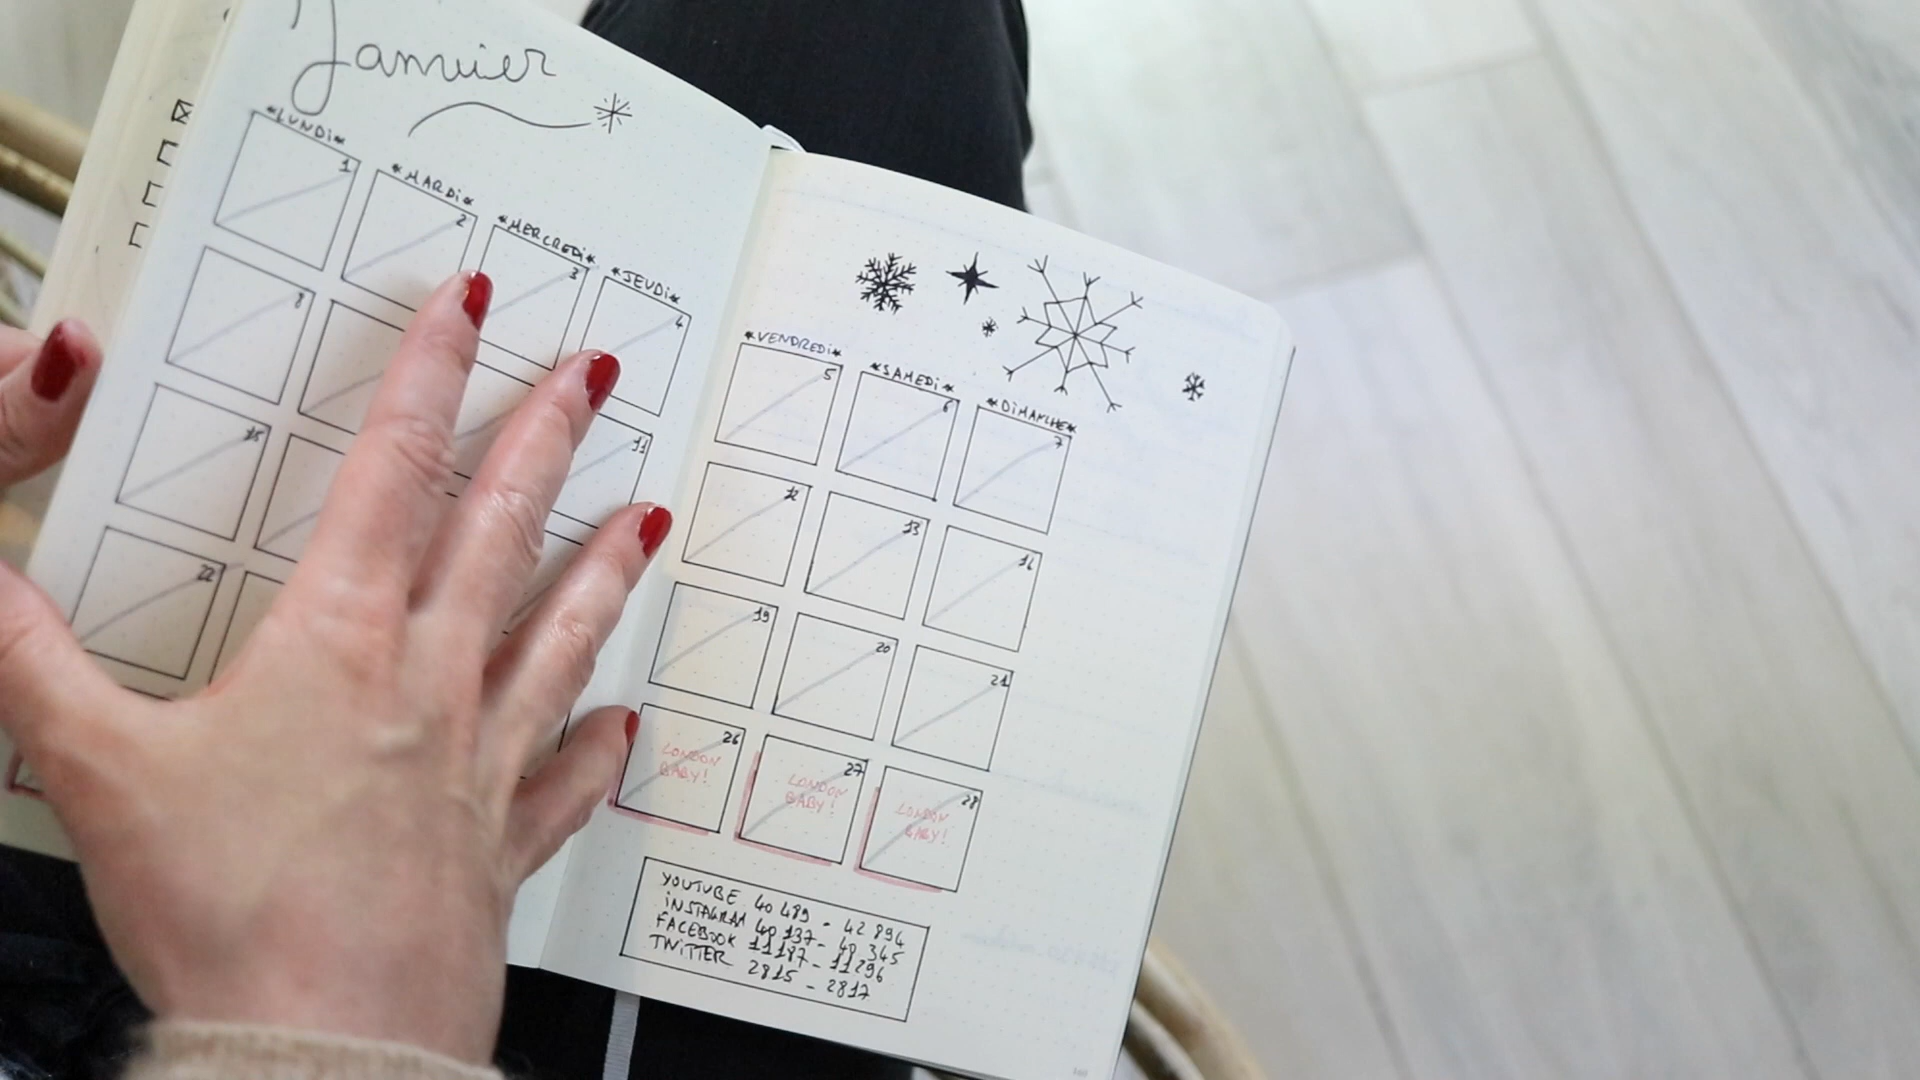 Janvier
*LUNDi*
*MARDi*
*MERCREDi*
*JEUDi*
1
2
3
4
8
11
15
22
*VENDREDi*
*SAMEDi*
*DiMANCHE*
5
6
7
12
13
14
19
20
21
26
27
28
LONDON
BABY!
LONDON
BABY!
LONDON
BABY!
YOUTUBE 40 489 - 42 894
iNSTAGRAM 40 137 - 40 345
FACEBOOK 11187 - 11296
TWiTTER 2815 - 2817
160